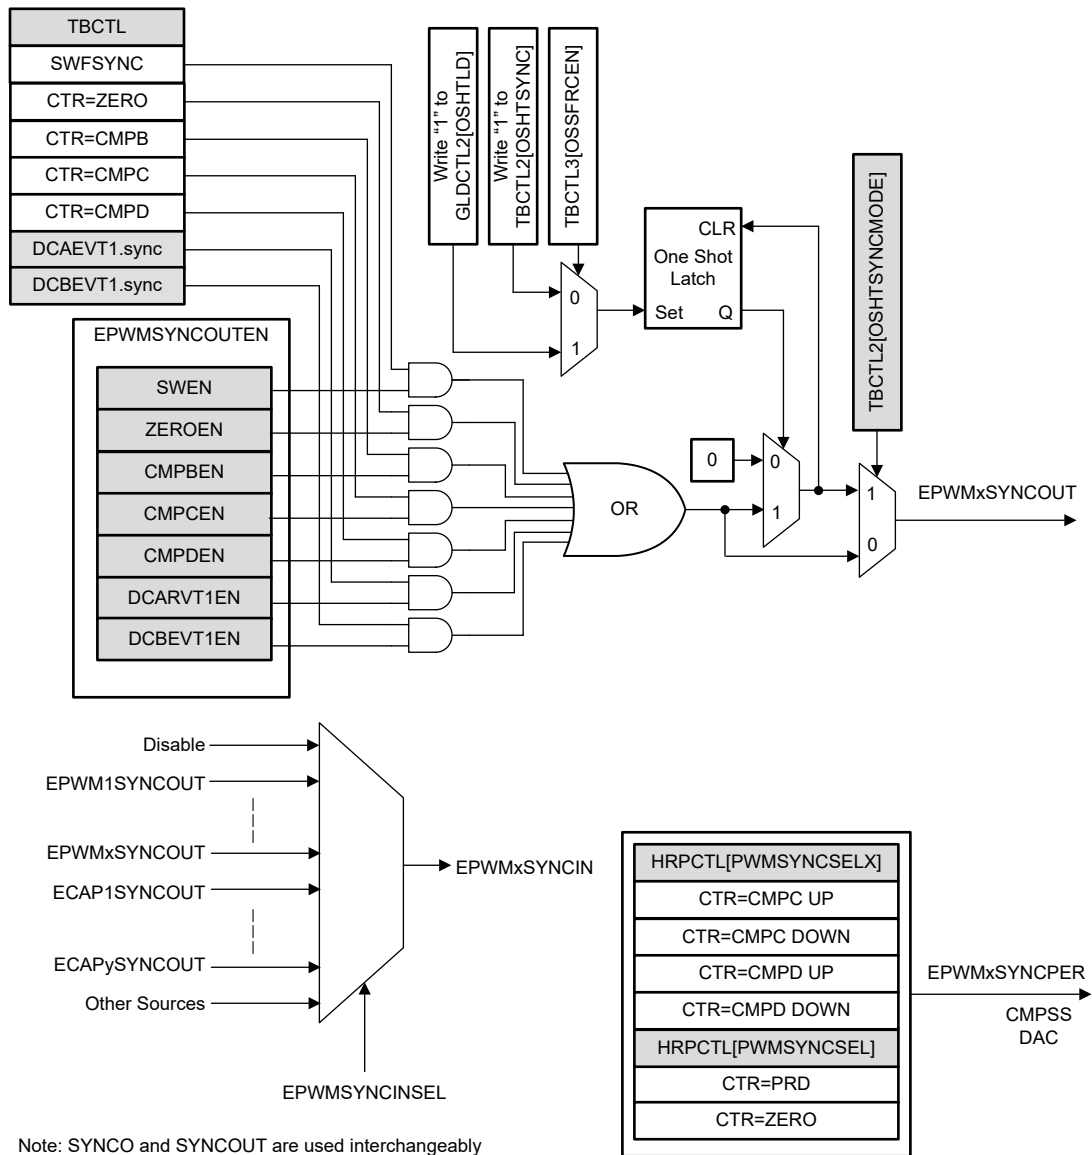 TBCTL
SWFSYNC
CTR=ZERO
CTR=CMPB
CTR=CMPC
CTR=CMPD
DCAEVT1.sync
DCBEVT1.sync
Write “1” to
GLDCTL2[OSHTLD]
Write “1” to
TBCTL2[OSHTSYNC]
TBCTL3[OSSFRCEN]
0
1
CLR
One Shot
Latch
Set
Q
TBCTL2[OSHTSYNCMODE]
EPWMSYNCOUTEN
SWEN
ZEROEN
CMPBEN
CMPCEN
CMPDEN
DCARVT1EN
DCBEVT1EN
OR
0
0
1
1
0
EPWMxSYNCOUT
Disable
EPWM1SYNCOUT
EPWMxSYNCOUT
ECAP1SYNCOUT
ECAPySYNCOUT
Other Sources
EPWMxSYNCIN
EPWMSYNCINSEL
HRPCTL[PWMSYNCSELX]
CTR=CMPC UP
CTR=CMPC DOWN
CTR=CMPD UP
CTR=CMPD DOWN
HRPCTL[PWMSYNCSEL]
CTR=PRD
CTR=ZERO
EPWMxSYNCPER
CMPSS
DAC
Note: SYNCO and SYNCOUT are used interchangeably